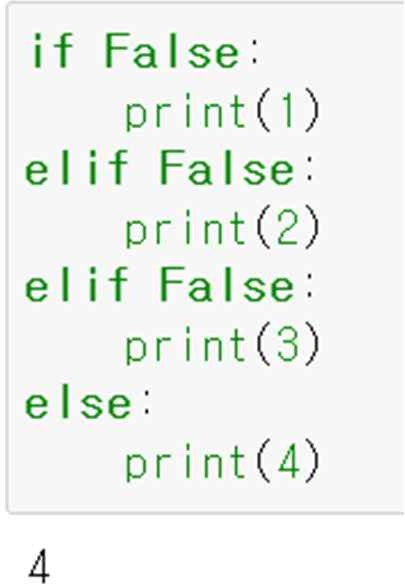 if False:
    print(1)
elif False:
    print(2)
elif False:
    print(3)
else:
    print(4)
4